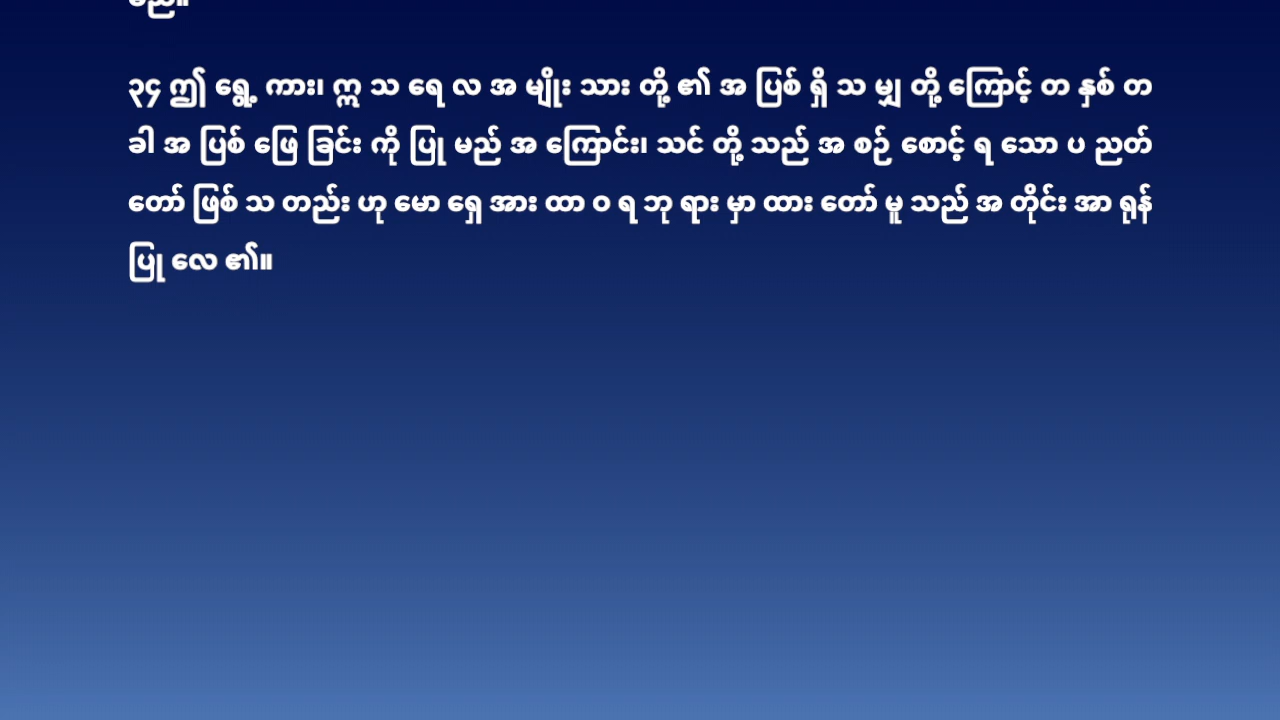 မည်။
၃၄ ဤ ရွေ့ ကား၊ ဣ သ ရေ လ အ မျိုး သား တို့ ၏ အ ပြစ် ရှိ သ မျှ တို့ ကြောင့် တ နှစ် တ
ခါ အ ပြစ် ဖြေ ခြင်း ကို ပြု မည် အ ကြောင်း၊ သင် တို့ သည် အ စဉ် စောင့် ရ သော ပ ညတ်
တော် ဖြစ် သ တည်း ဟု မော ရှေ အား ထာ ဝ ရ ဘု ရား မှာ ထား တော် မူ သည် အ တိုင်း အာ ရုန်
ပြု လေ ၏။